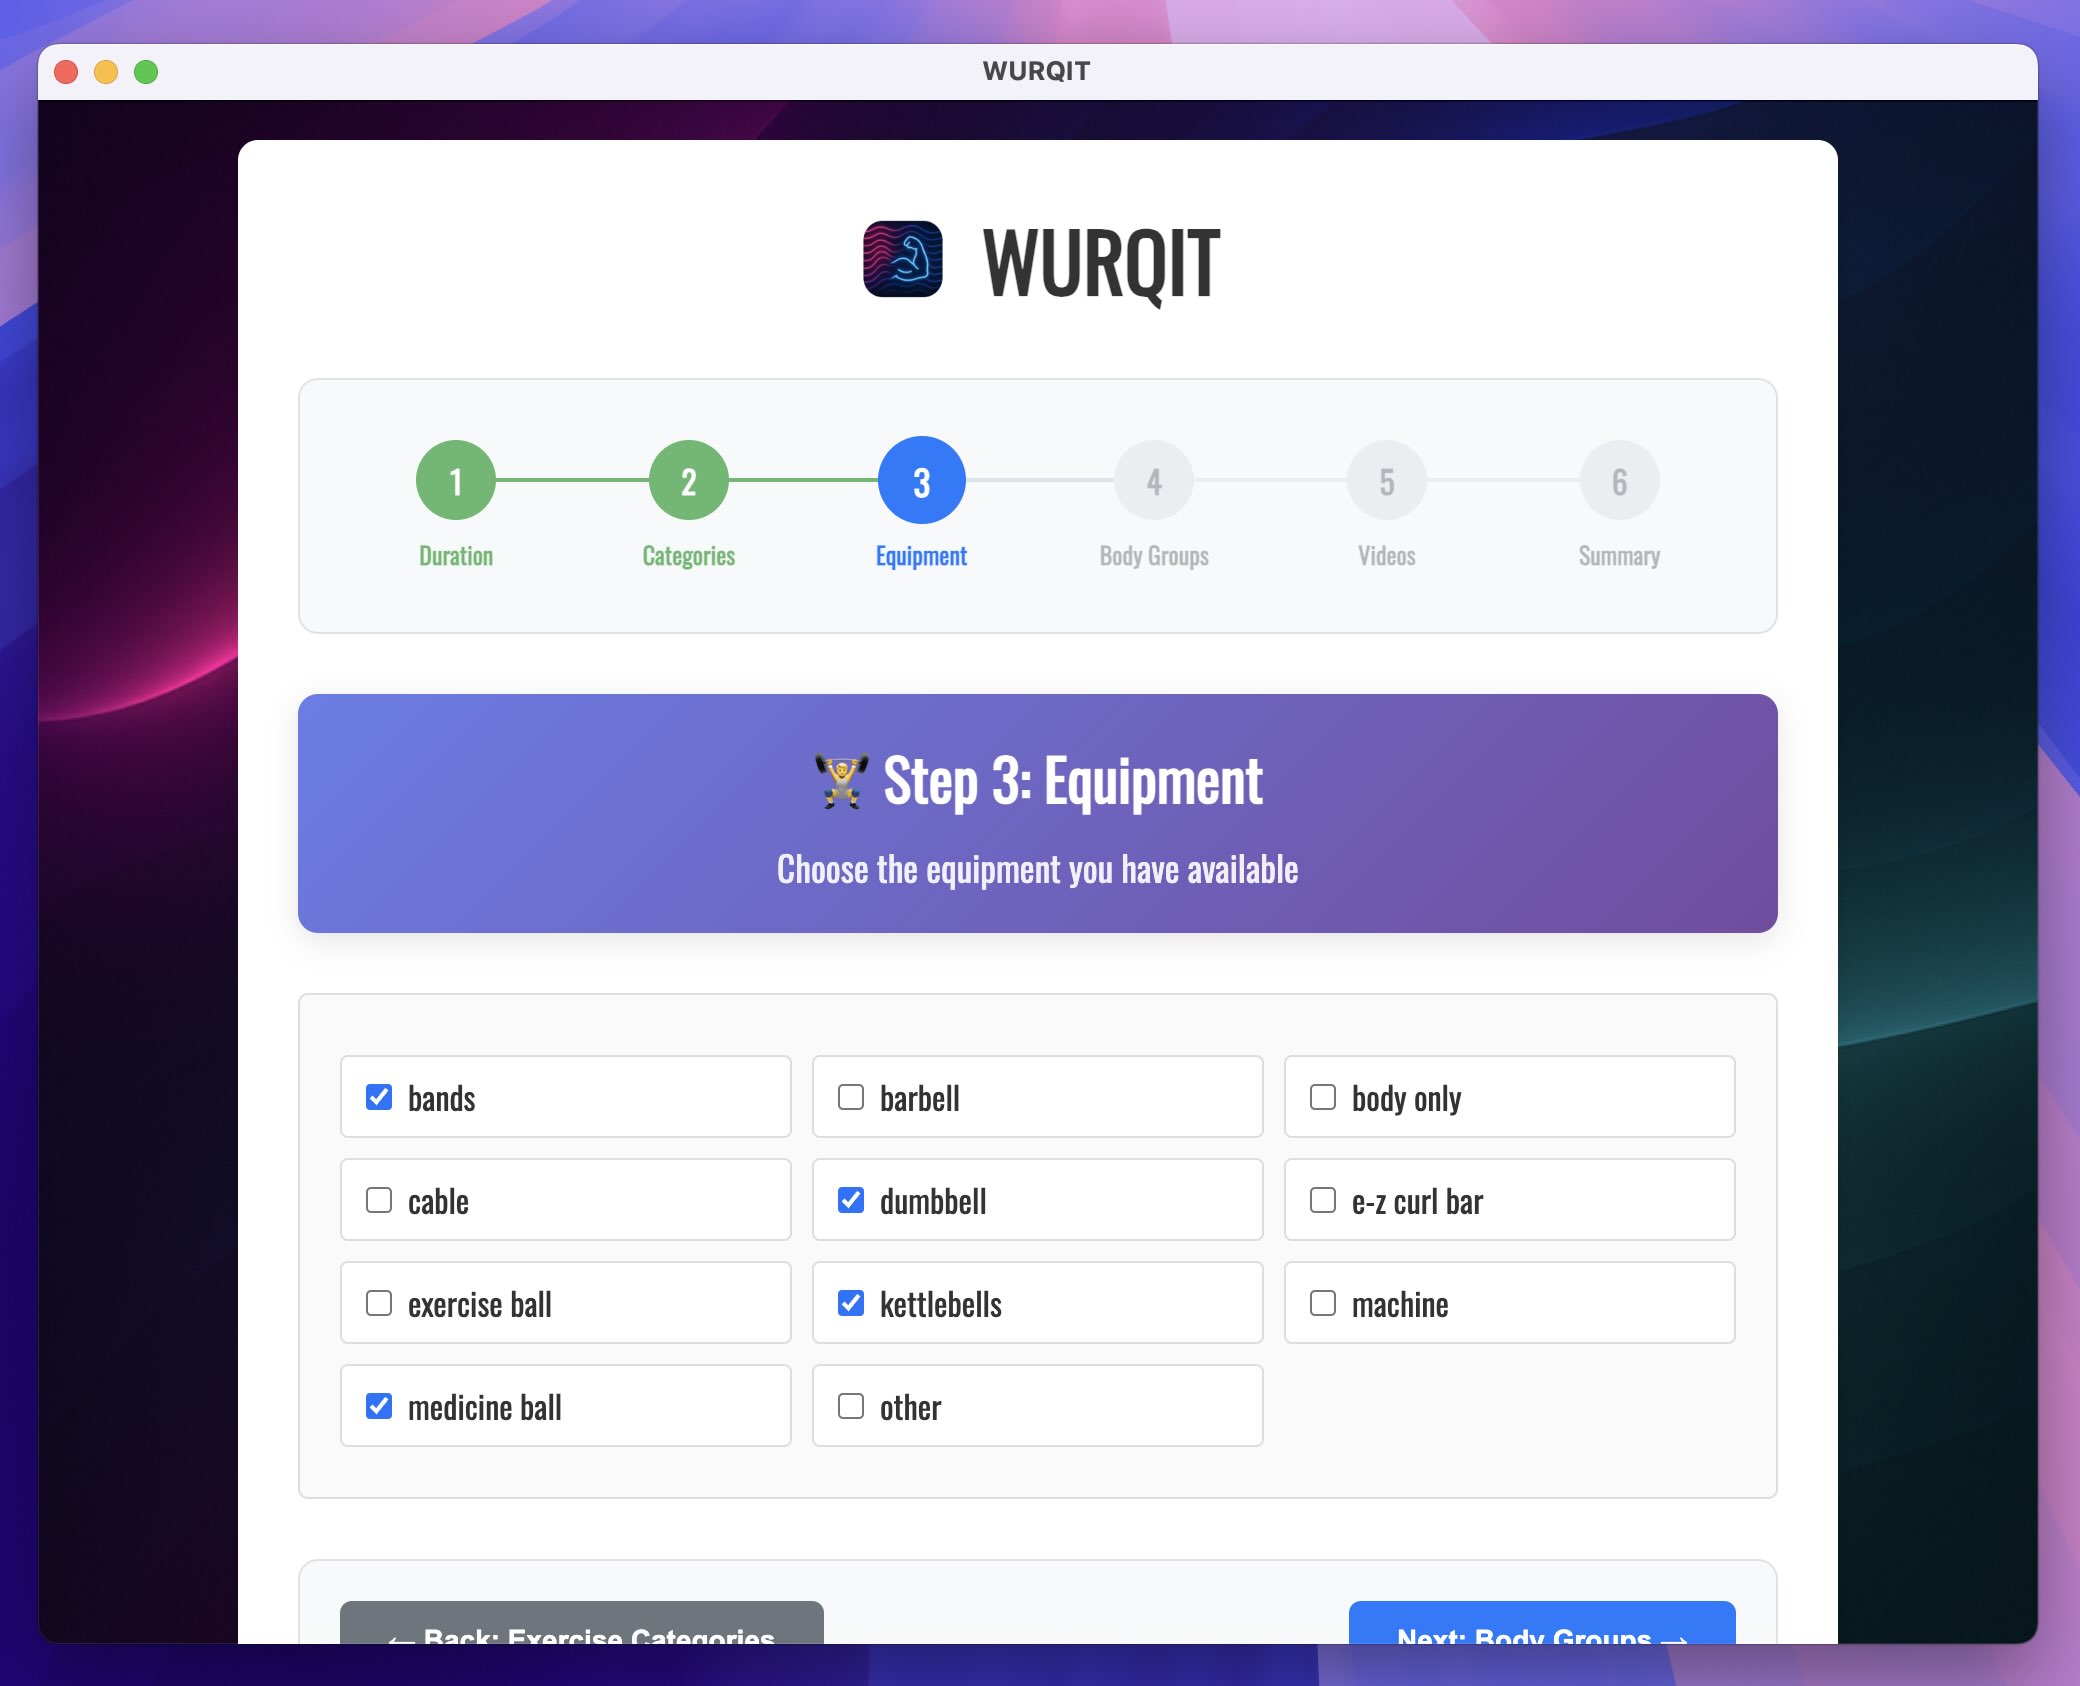 WURQIT
WURQIT
1 2 3 4 5 6
Duration Categories Equipment Body Groups Videos Summary
Step 3: Equipment
Choose the equipment you have available
bands barbell body only
cable dumbbell e-z curl bar
exercise ball kettlebells machine
medicine ball other
← Back: Exercise Categories Next: Body Groups →